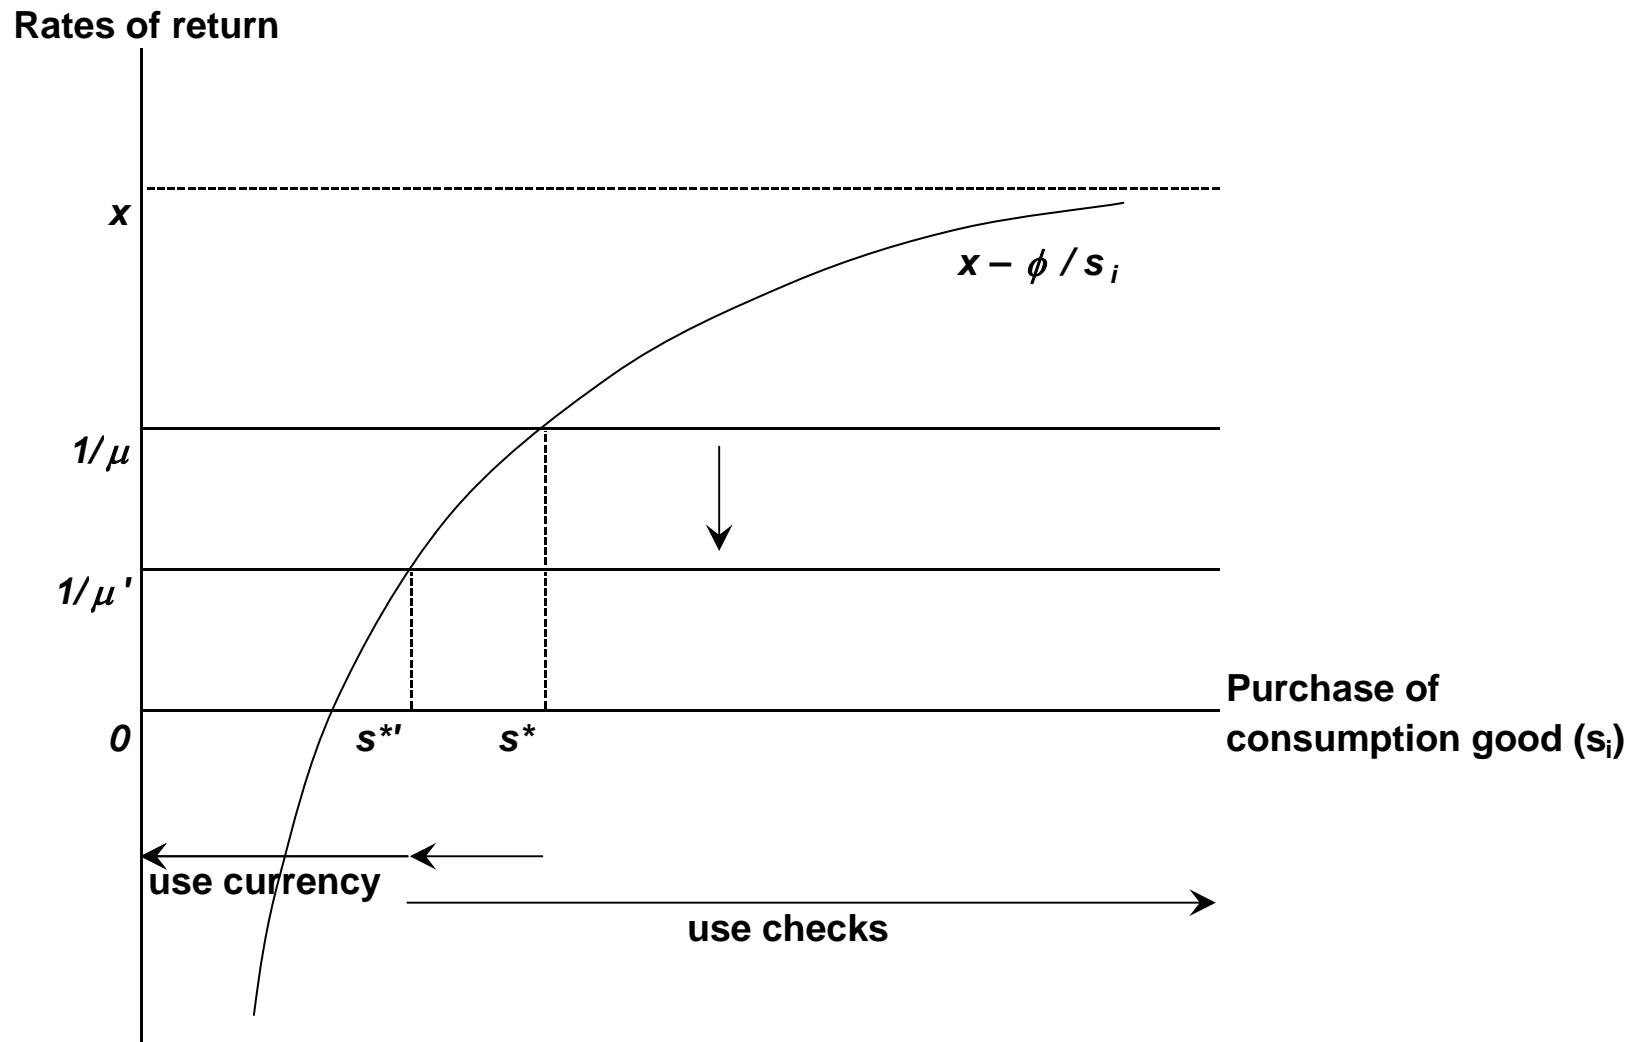 Rates of return
x
x – ϕ / s i
1/μ
1/μ '
Purchase of
consumption good (si)
0
s*'
s*
use currency
use checks